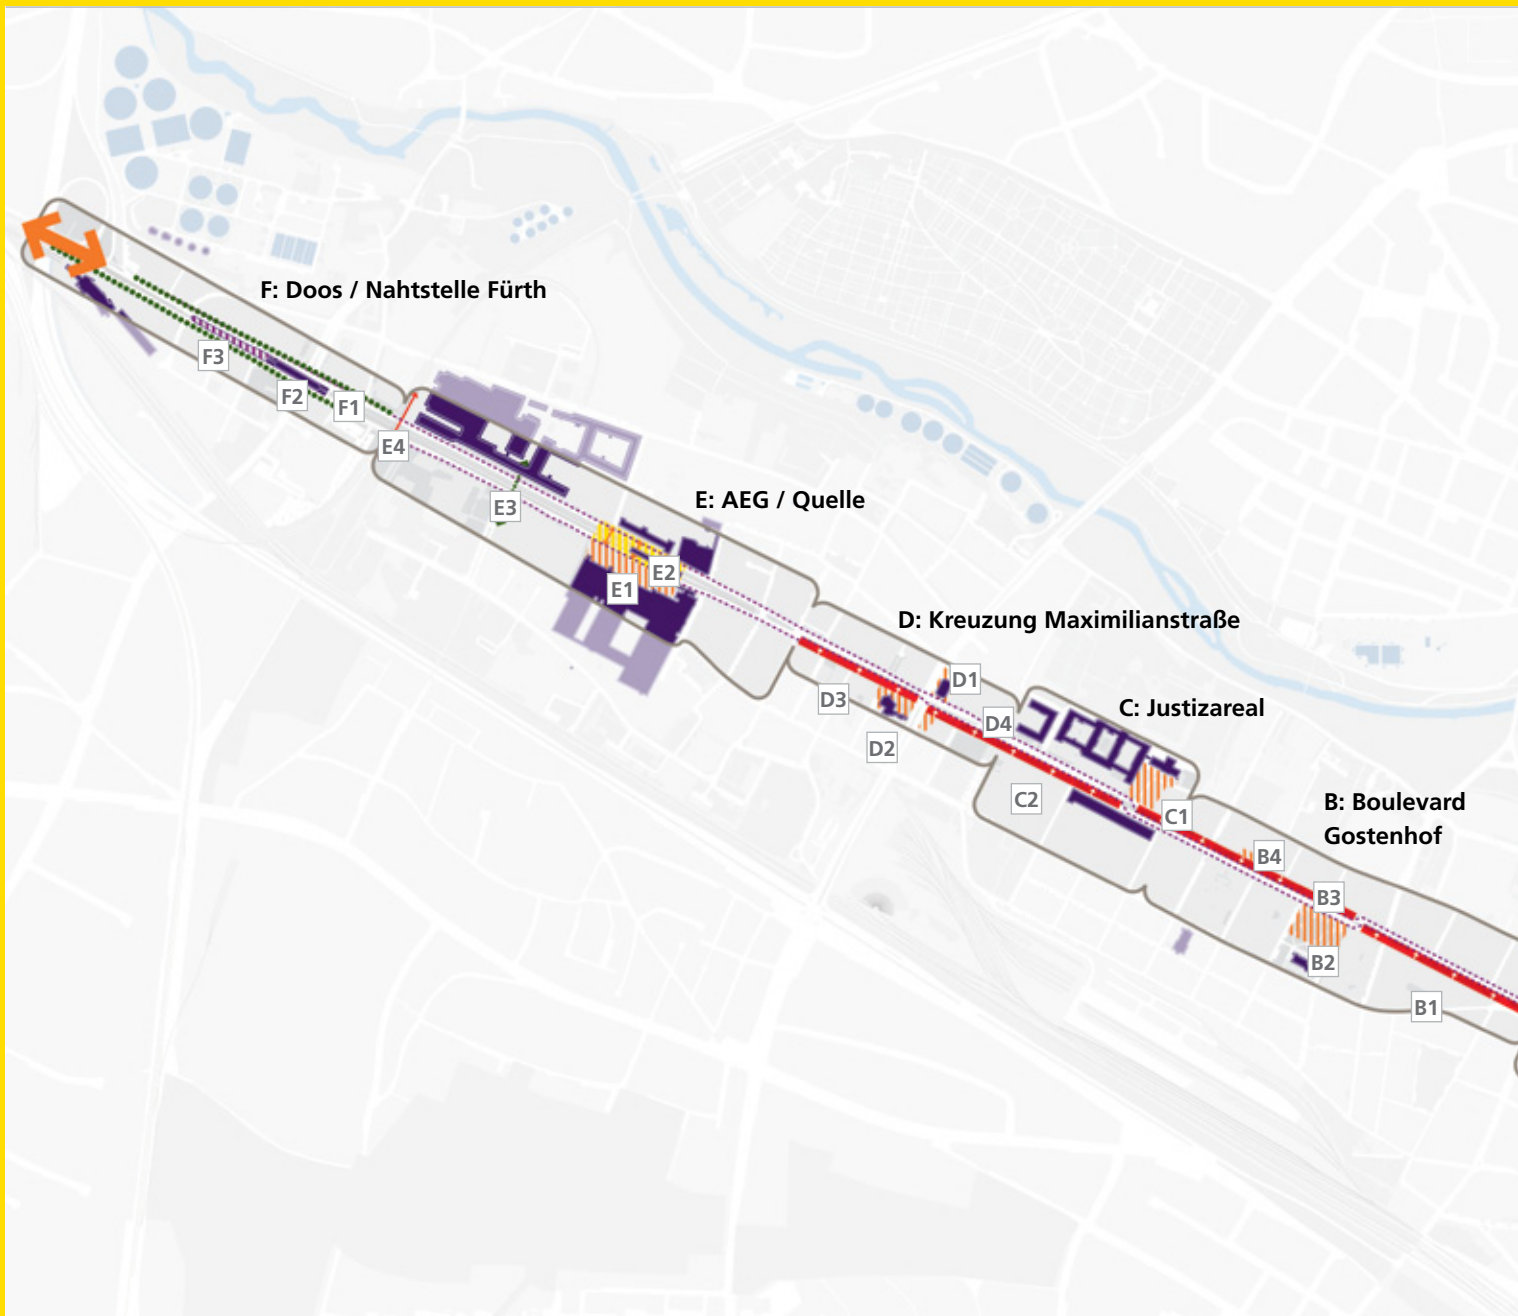 F: Doos / Nahtstelle Fürth
F3
F2
F1
E4
E: AEG / Quelle
E3
E2
E1
D: Kreuzung Maximilianstraße
D1
D3
D4
D2
C: Justizareal
C2
C1
B: Boulevard
Gostenhof
B4
B3
B2
B1